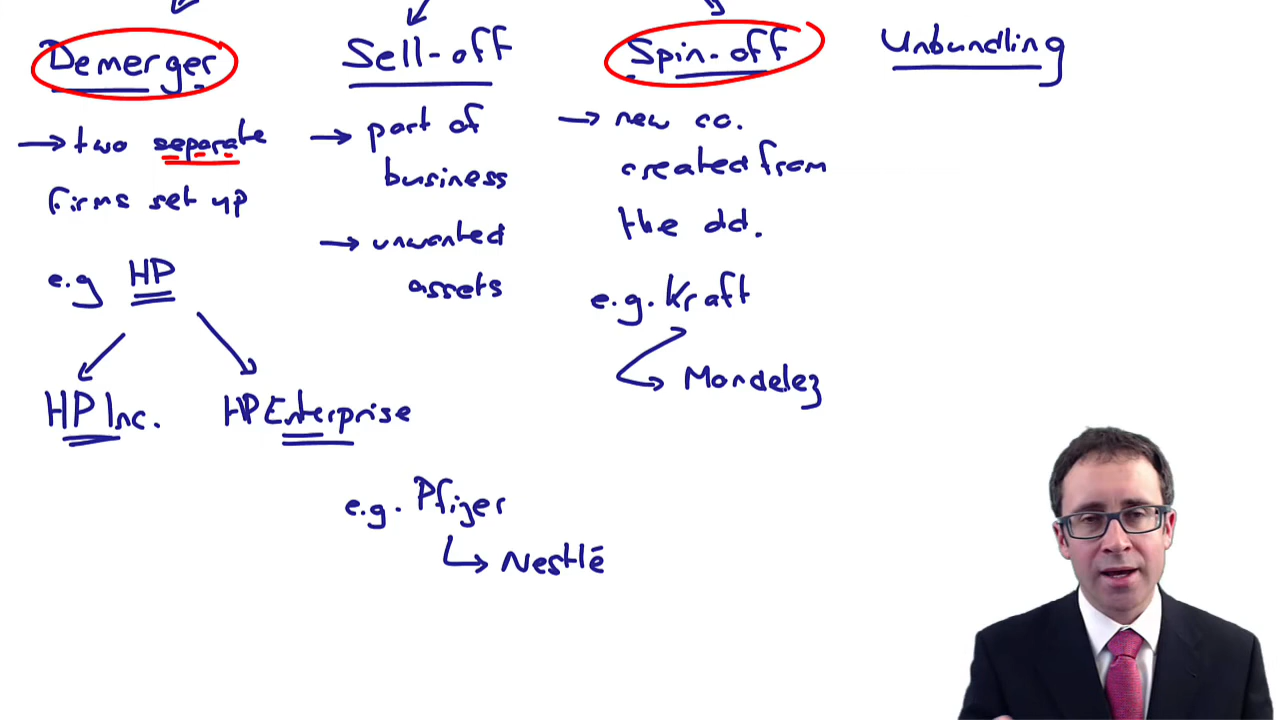 Demerger
→ two separate
firms set up
e.g HP
HP Inc.
HP Enterprise
Sell-off
→ part of
business
→ unwanted
assets
e.g. Pfizer
↳ Nestlē
Spin-off
→ new co.
created from
the old.
e.g. Kraft
Mondelez
Unbundling